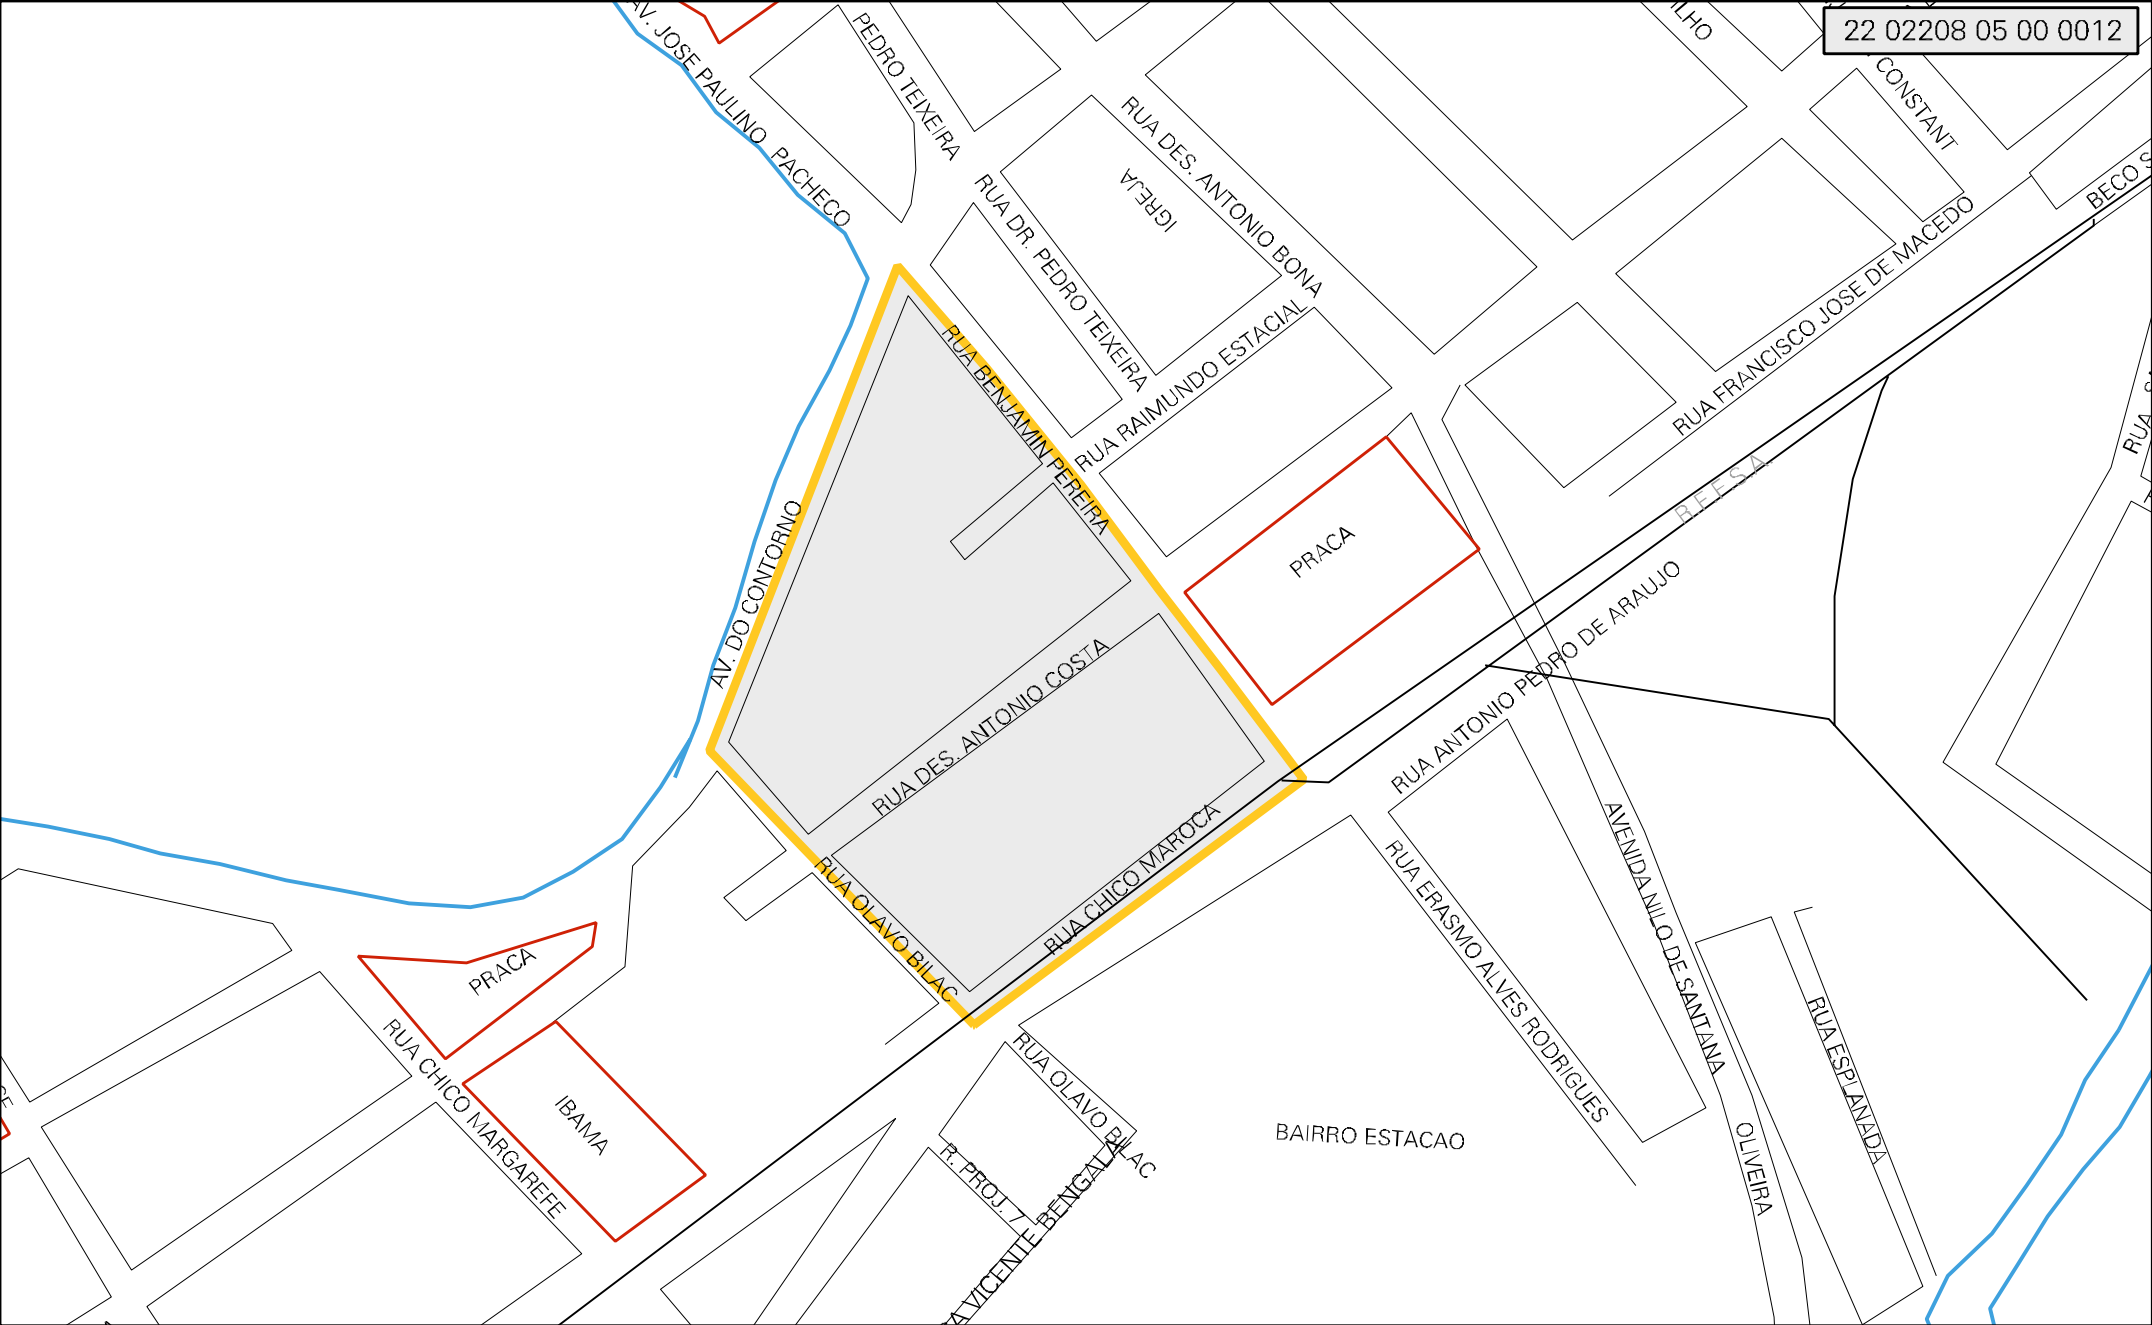 22 02208 05 00 0012
AV. JOSE PAULINO PACHECO
PEDRO TEIXEIRA
CONSTANT
RUA DES. ANTONIO BONA
IGREJA
RUA DR. PEDRO TEIXEIRA
RUA RAIMUNDO ESTACIAL
RUA FRANCISCO JOSE DE MACEDO
BECO S
RUA BENJAMIN PEREIRA
RUA
R.F.F.S.A.
PRACA
AV. DO CONTORNO
RUA ANTONIO PEDRO DE ARAUJO
RUA DES. ANTONIO COSTA
RUA CHICO MAROCA
RUA OLAVO BILAC
RUA ERASMO ALVES RODRIGUES
AVENIDA NILO DE SANTANA
OLIVEIRA
RUA ESPLANADA
PRACA
RUA CHICO MARGAREFE
IBAMA
RUA OLAVO BILAC
BAIRRO ESTACAO
R. PROJ. 7
VICENTE BENGALA